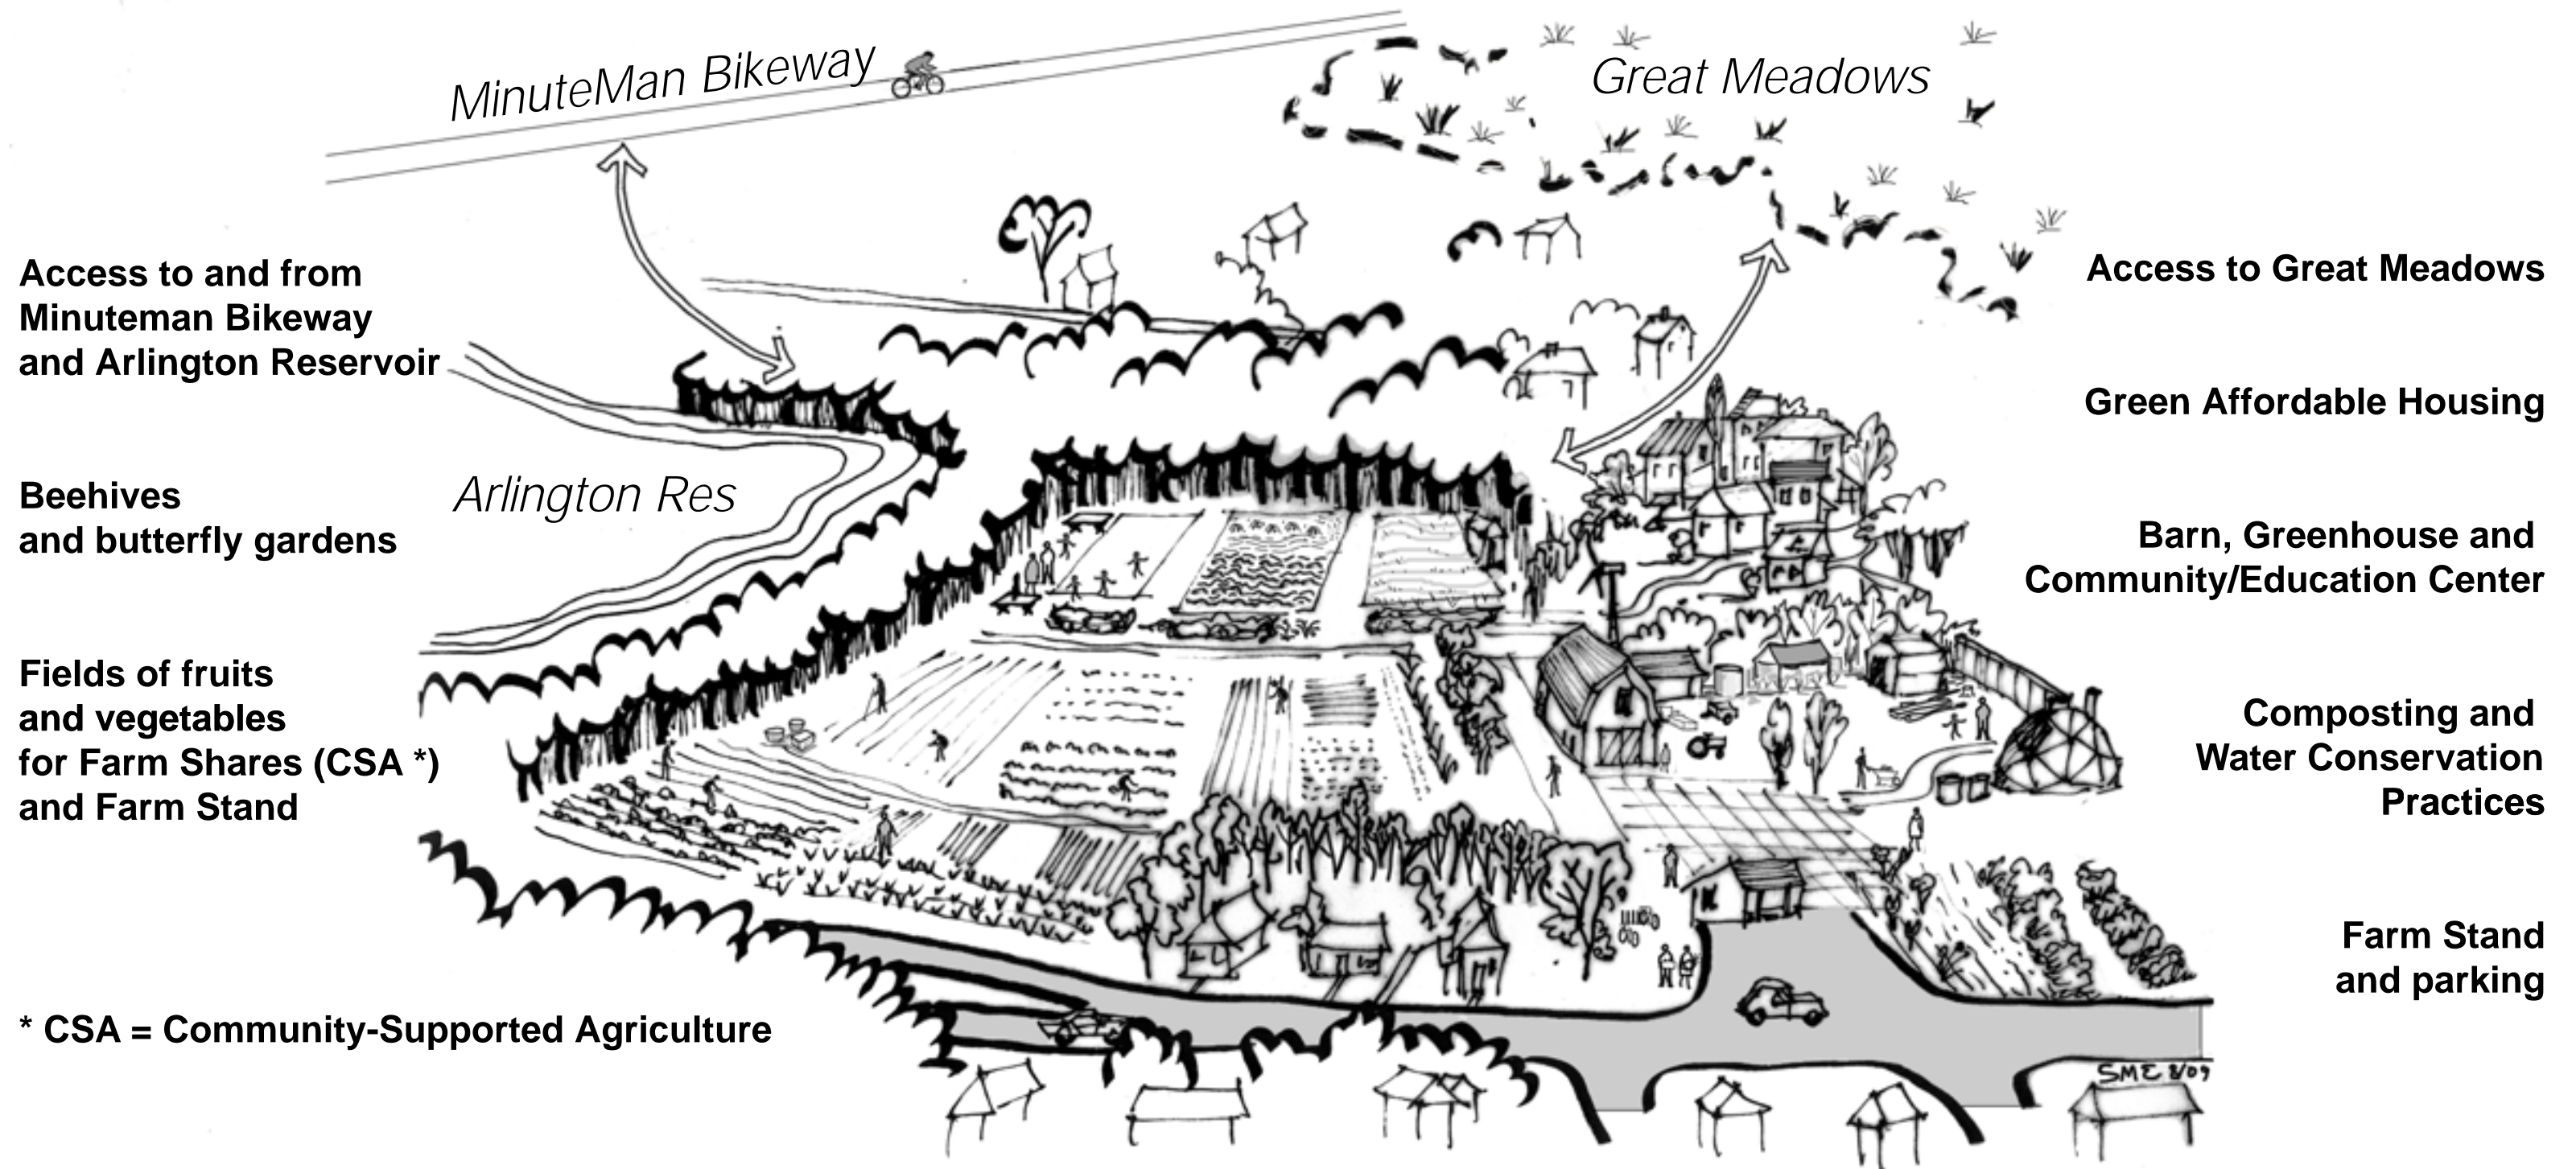 MinuteMan Bikeway
Great Meadows
Access to and from
Minuteman Bikeway
and Arlington Reservoir
Beehives
and butterfly gardens
Fields of fruits
and vegetables
for Farm Shares (CSA *)
and Farm Stand
* CSA = Community-Supported Agriculture
Arlington Res
Access to Great Meadows
Green Affordable Housing
Barn, Greenhouse and
Community/Education Center
Composting and
Water Conservation
Practices
Farm Stand
and parking
SME 8/09